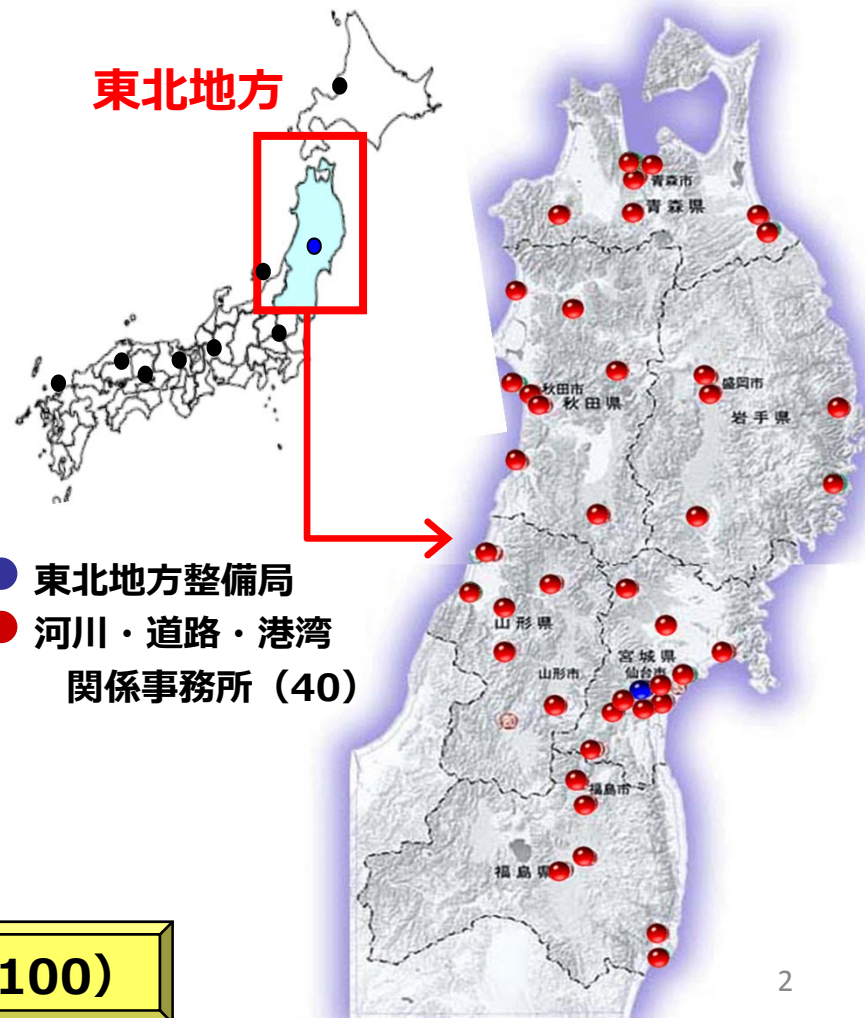 東北地方
青森市
青森県
秋田市
秋田県
盛岡市
岩手県
● 東北地方整備局
● 河川・道路・港湾
関係事務所（40）
山形県
宮城県
仙台市
山形市
福島市
福島県
100）
2